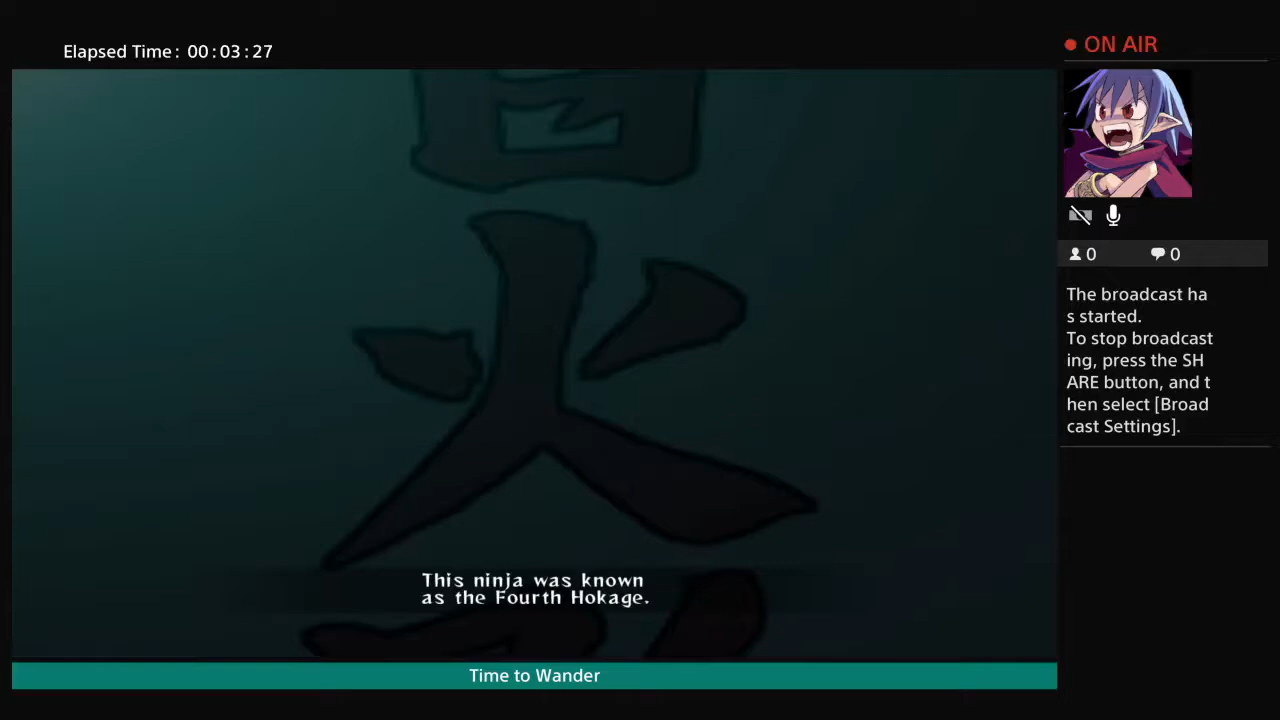 Elapsed Time: 00:03:27
ON AIR
0 0
The broadcast ha
s started.
To stop broadcast
ing, press the SH
ARE button, and t
hen select [Broad
cast Settings].
火
This ninja was known
as the Fourth Hokage.
Time to Wander